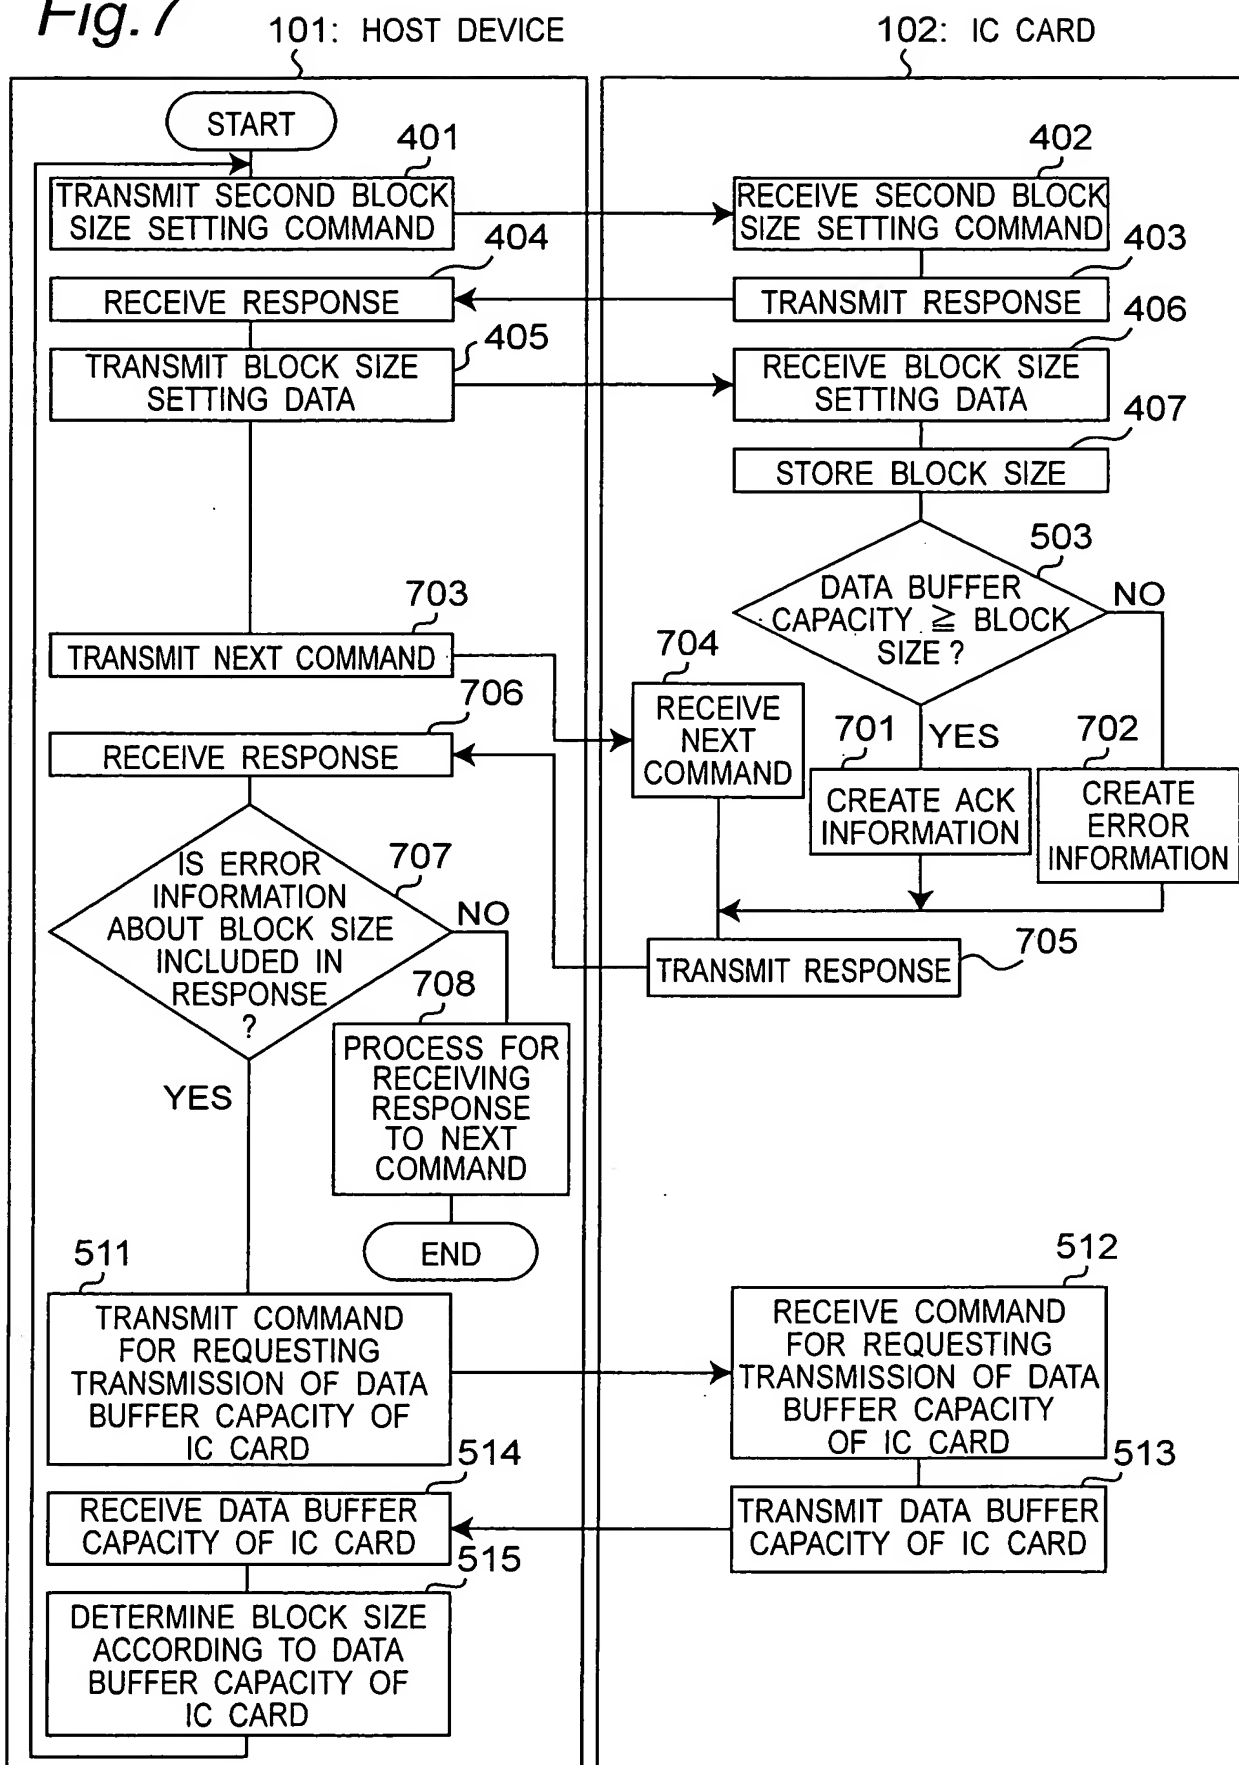 Fig.7
101: HOST DEVICE
102: IC CARD
START
401
TRANSMIT SECOND BLOCK
SIZE SETTING COMMAND
402
RECEIVE SECOND BLOCK
SIZE SETTING COMMAND
404
RECEIVE RESPONSE
403
TRANSMIT RESPONSE
405
TRANSMIT BLOCK SIZE
SETTING DATA
406
RECEIVE BLOCK SIZE
SETTING DATA
407
STORE BLOCK SIZE
503
DATA BUFFER
CAPACITY ≧ BLOCK
SIZE ?
NO
YES
703
TRANSMIT NEXT COMMAND
704
RECEIVE
NEXT
COMMAND
701
CREATE ACK
INFORMATION
702
CREATE
ERROR
INFORMATION
706
RECEIVE RESPONSE
705
TRANSMIT RESPONSE
707
IS ERROR
INFORMATION
ABOUT BLOCK SIZE
INCLUDED IN
RESPONSE
?
NO
YES
708
PROCESS FOR
RECEIVING
RESPONSE
TO NEXT
COMMAND
END
511
TRANSMIT COMMAND
FOR REQUESTING
TRANSMISSION OF DATA
BUFFER CAPACITY OF
IC CARD
512
RECEIVE COMMAND
FOR REQUESTING
TRANSMISSION OF DATA
BUFFER CAPACITY
OF IC CARD
514
RECEIVE DATA BUFFER
CAPACITY OF IC CARD
513
TRANSMIT DATA BUFFER
CAPACITY OF IC CARD
515
DETERMINE BLOCK SIZE
ACCORDING TO DATA
BUFFER CAPACITY OF
IC CARD